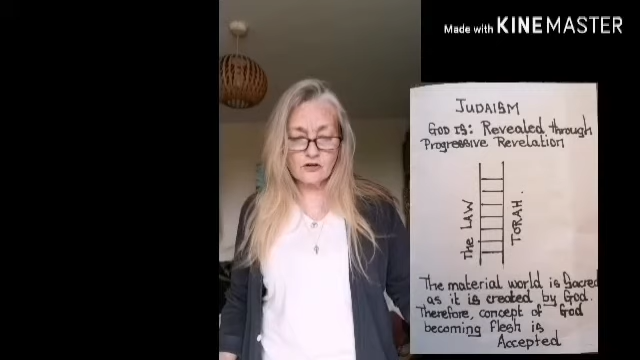 Made with KINEMASTER
JUDAISM
GOD IS: Revealed through
Progressive Revelation
The LAW
TORAH.
The material world is Sacred
as it is created by God.
Therefore, concept of God
becoming flesh is
Accepted